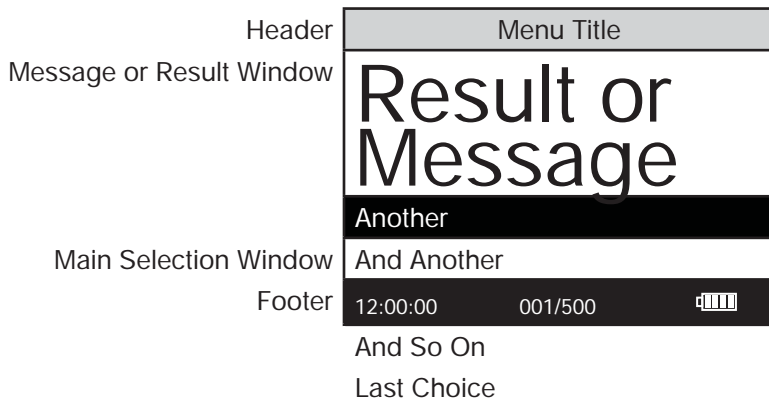 Header Menu Title
Message or Result Window Result or
Message
Another
Main Selection Window And Another
Footer 12:00:00 001/500
And So On
Last Choice